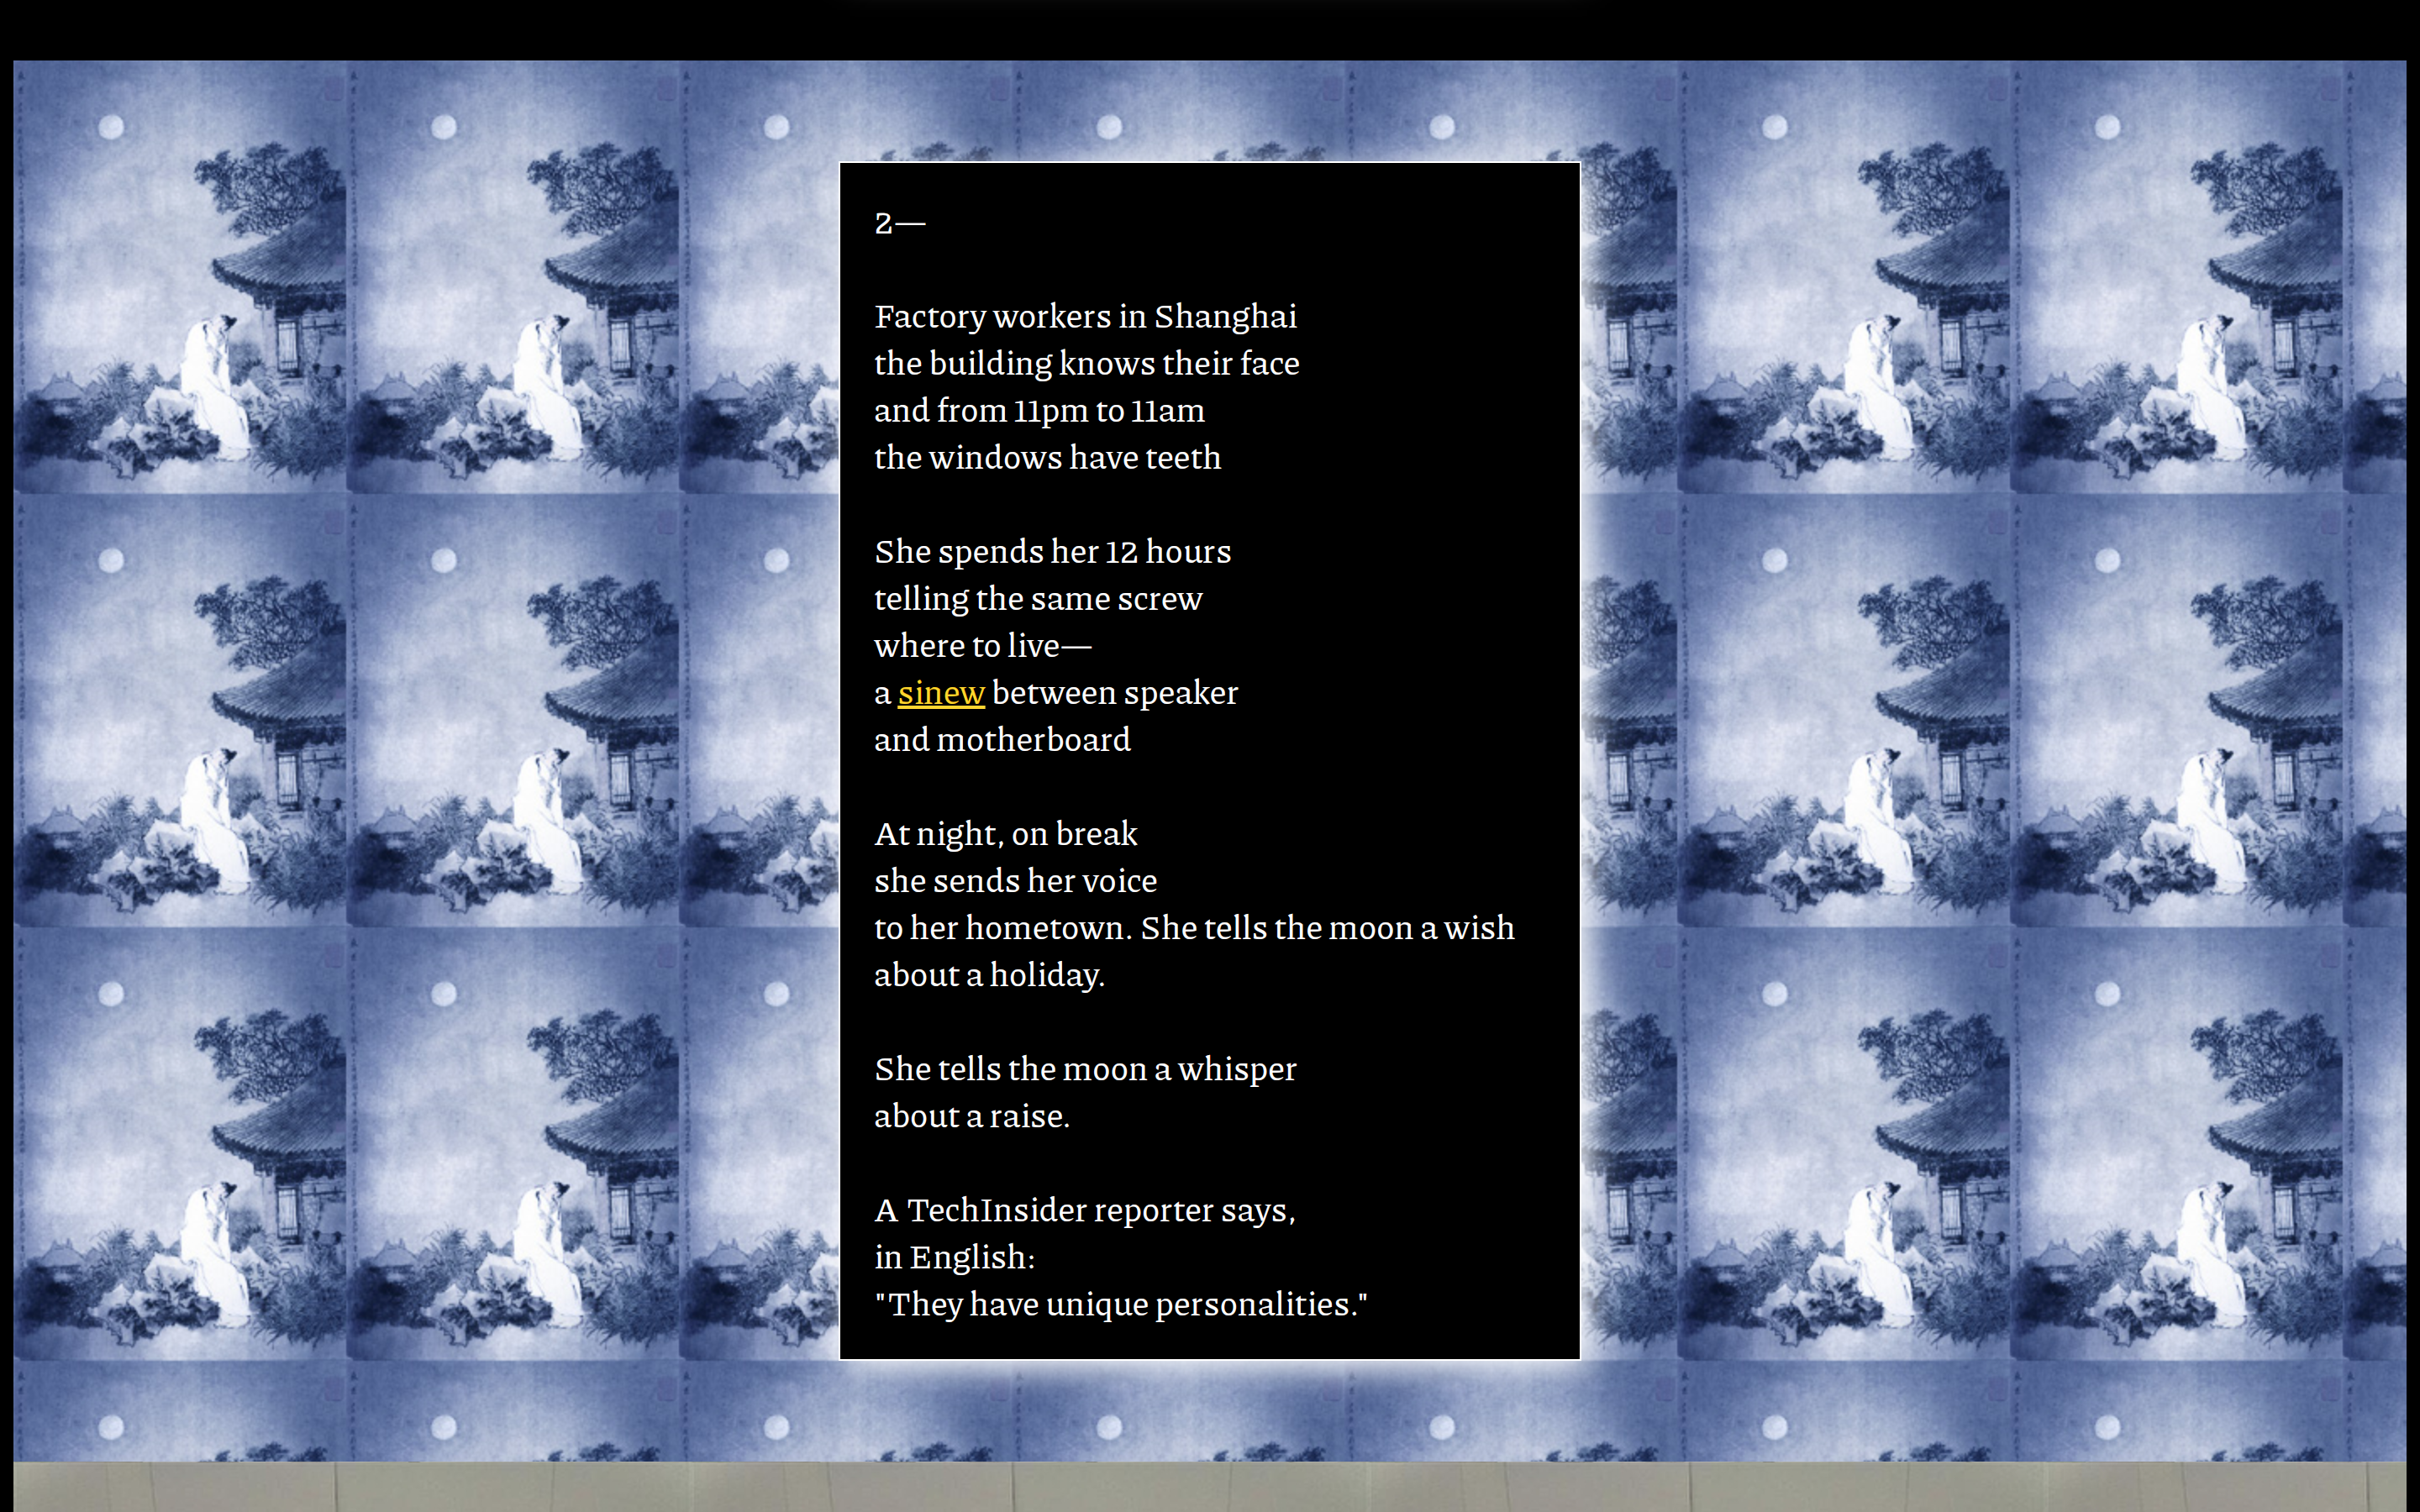 2—
Factory workers in Shanghai
the building knows their face
and from 11pm to 11am
the windows have teeth
She spends her 12 hours
telling the same screw
where to live—
a sinew between speaker
and motherboard
At night, on break
she sends her voice
to her hometown. She tells the moon a wish
about a holiday.
She tells the moon a whisper
about a raise.
A TechInsider reporter says,
in English:
"They have unique personalities."